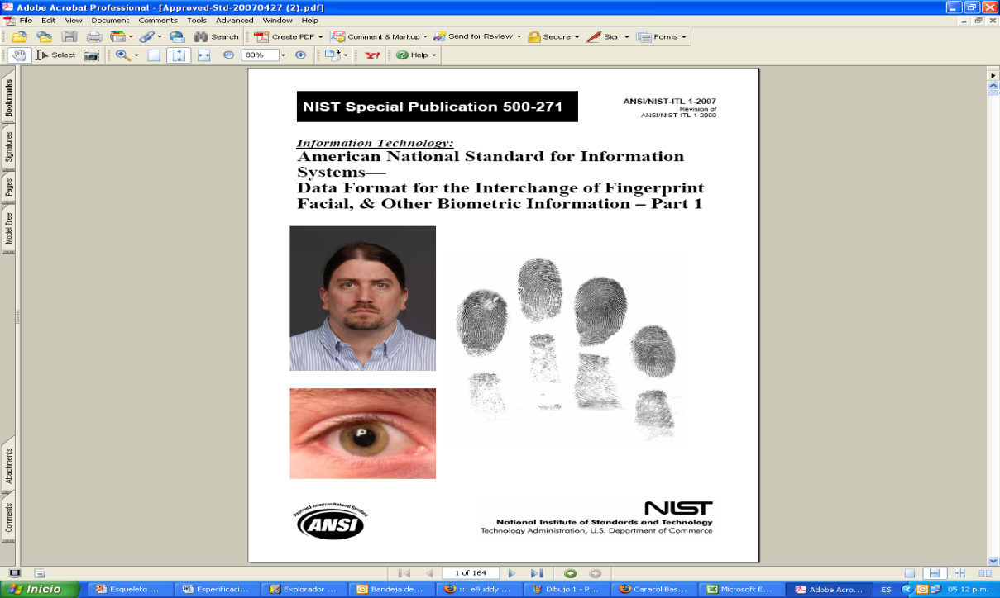 Adobe Acrobat Professional - [Approved-Std-20070427 (2).pdf]
File Edit View Document Comments Tools Advanced Window Help
Search Create PDF Comment & Markup Send for Review Secure Sign Forms
Select 80% Y! Help
Bookmarks
Signatures
Pages
Model Tree
Attachments
Comments
NIST Special Publication 500-271
ANSI/NIST-ITL 1-2007
Revision of
ANSI/NIST-ITL 1-2000
Information Technology:
American National Standard for Information
Systems—
Data Format for the Interchange of Fingerprint
Facial, & Other Biometric Information – Part 1
Approved American National Standard
ANSI
NIST
National Institute of Standards and Technology
Technology Administration, U.S. Department of Commerce
1 of 164
Inicio Esqueleto ... Especificaci... Explorador ... Bandeja de... ::: eBuddy ... Dibujo 1 - P... Caracol Bas... Microsoft E... Adobe Acro... ES 05:12 p.m.